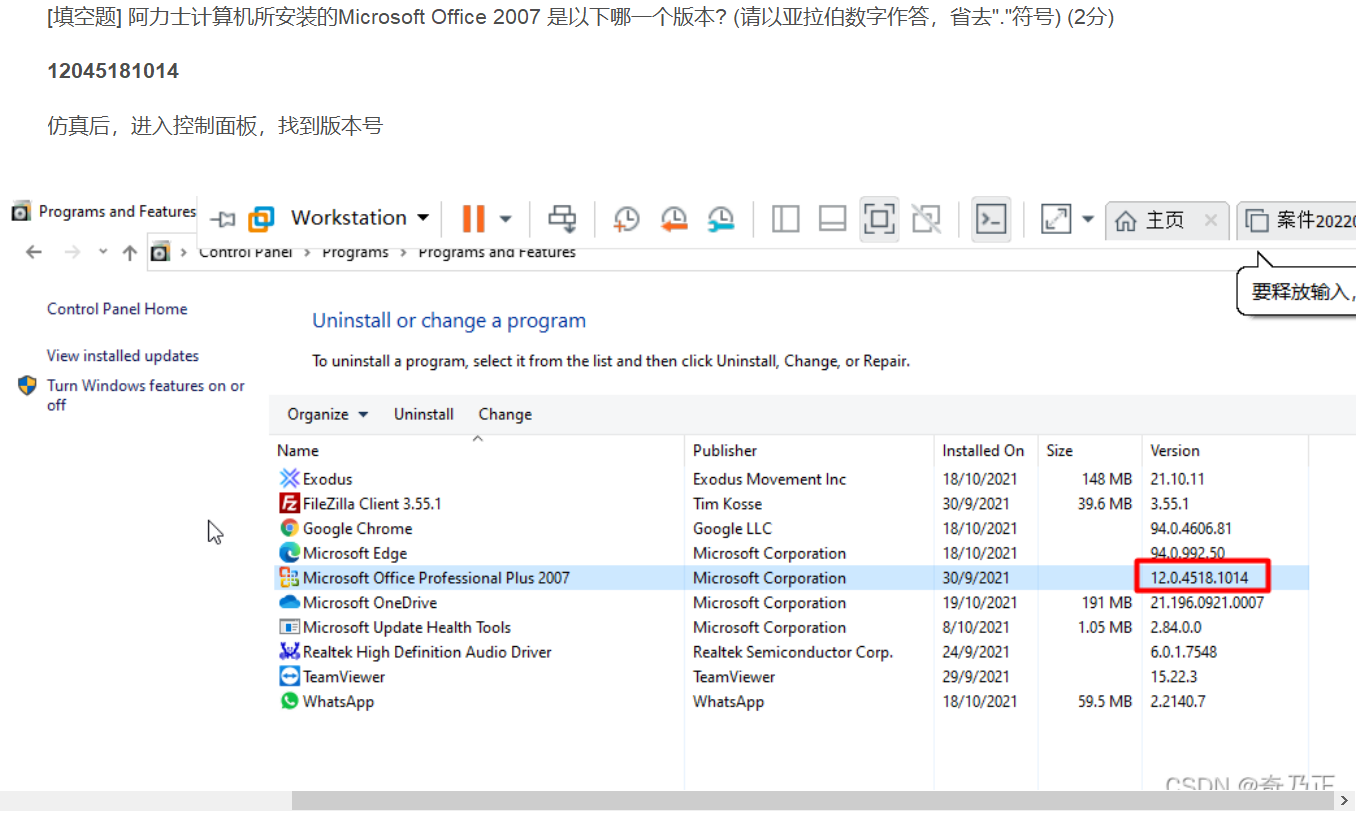 [填空题] 阿力士计算机所安装的Microsoft Office 2007 是以下哪一个版本? (请以亚拉伯数字作答，省去"."符号) (2分)
12045181014
仿真后，进入控制面板，找到版本号
Programs and Features
Workstation
主页
案件20220
Control Panel › Programs › Programs and Features
要释放输入，
Control Panel Home
View installed updates
Turn Windows features on or off
Uninstall or change a program
To uninstall a program, select it from the list and then click Uninstall, Change, or Repair.
Organize Uninstall Change
Name Publisher Installed On Size Version
Exodus Exodus Movement Inc 18/10/2021 148 MB 21.10.11
FileZilla Client 3.55.1 Tim Kosse 30/9/2021 39.6 MB 3.55.1
Google Chrome Google LLC 18/10/2021 94.0.4606.81
Microsoft Edge Microsoft Corporation 18/10/2021 94.0.992.50
Microsoft Office Professional Plus 2007 Microsoft Corporation 30/9/2021 12.0.4518.1014
Microsoft OneDrive Microsoft Corporation 19/10/2021 191 MB 21.196.0921.0007
Microsoft Update Health Tools Microsoft Corporation 8/10/2021 1.05 MB 2.84.0.0
Realtek High Definition Audio Driver Realtek Semiconductor Corp. 24/9/2021 6.0.1.7548
TeamViewer TeamViewer 29/9/2021 15.22.3
WhatsApp WhatsApp 18/10/2021 59.5 MB 2.2140.7
CSDN @奇乃正